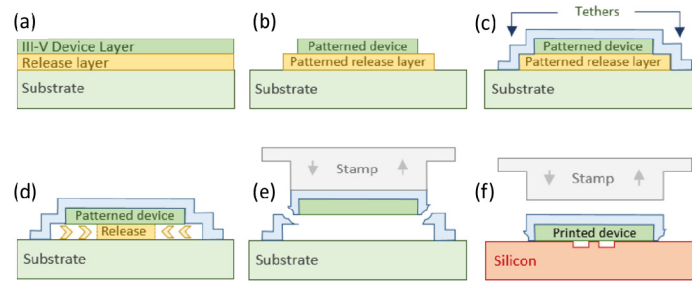 (a)
III-V Device Layer
Release layer
Substrate
(b)
Patterned device
Patterned release layer
Substrate
(c)
Tethers
Patterned device
Patterned release layer
Substrate
(d)
Patterned device
Release
Substrate
(e)
Stamp
Substrate
(f)
Stamp
Printed device
Silicon